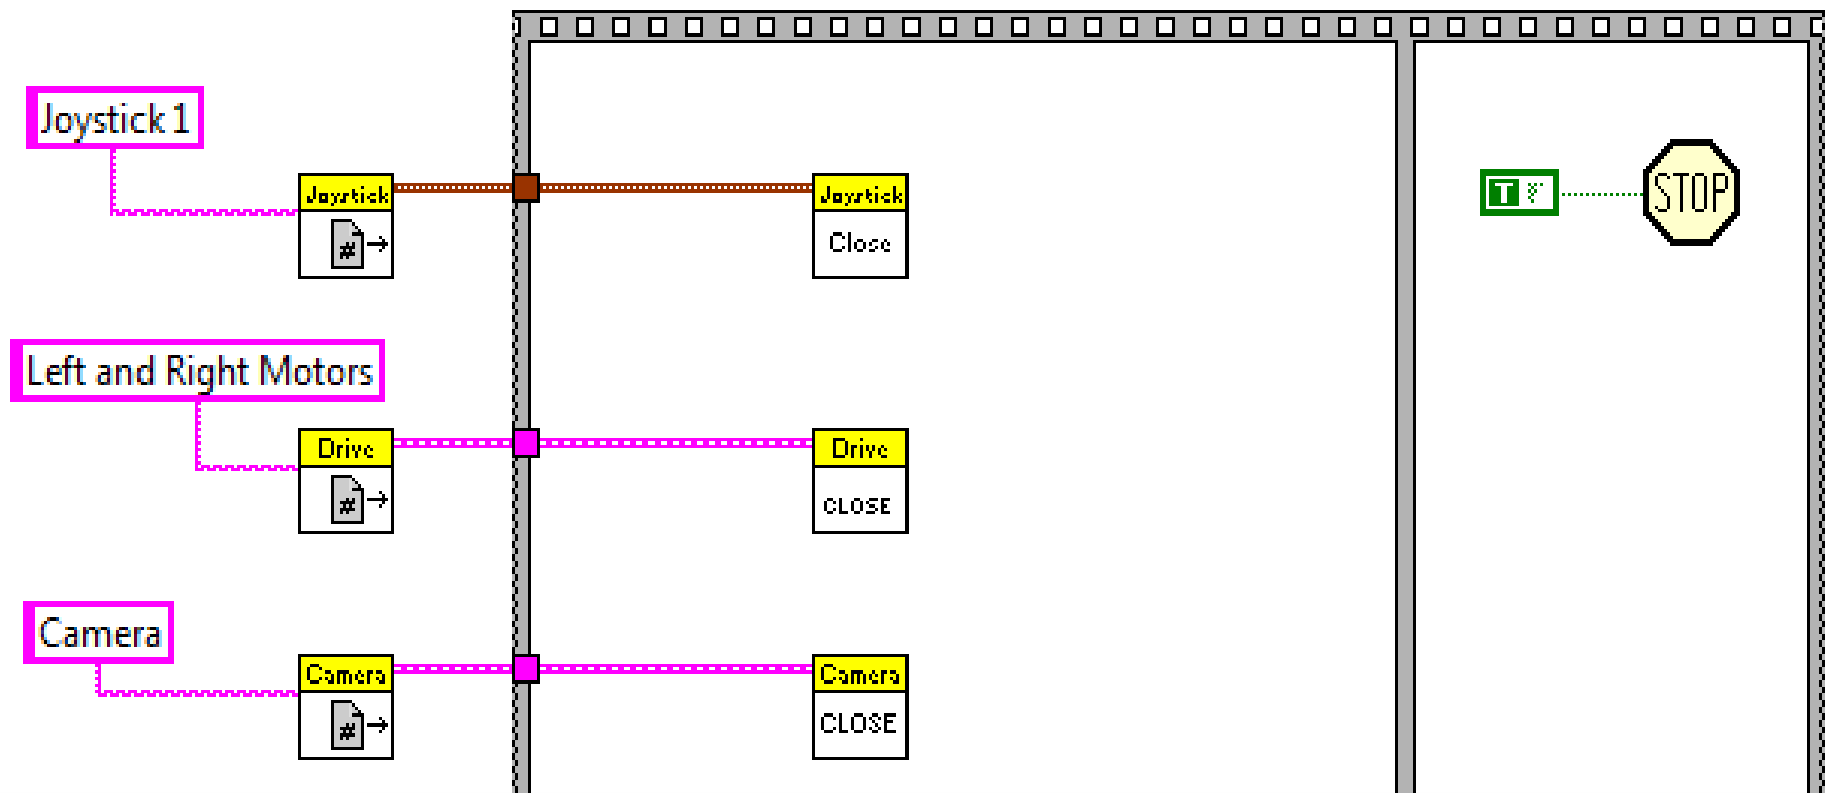 Joystick 1
Joystick
#
Joystick
Close
T
STOP
Left and Right Motors
Drive
#
Drive
CLOSE
Camera
Camera
#
Camera
CLOSE